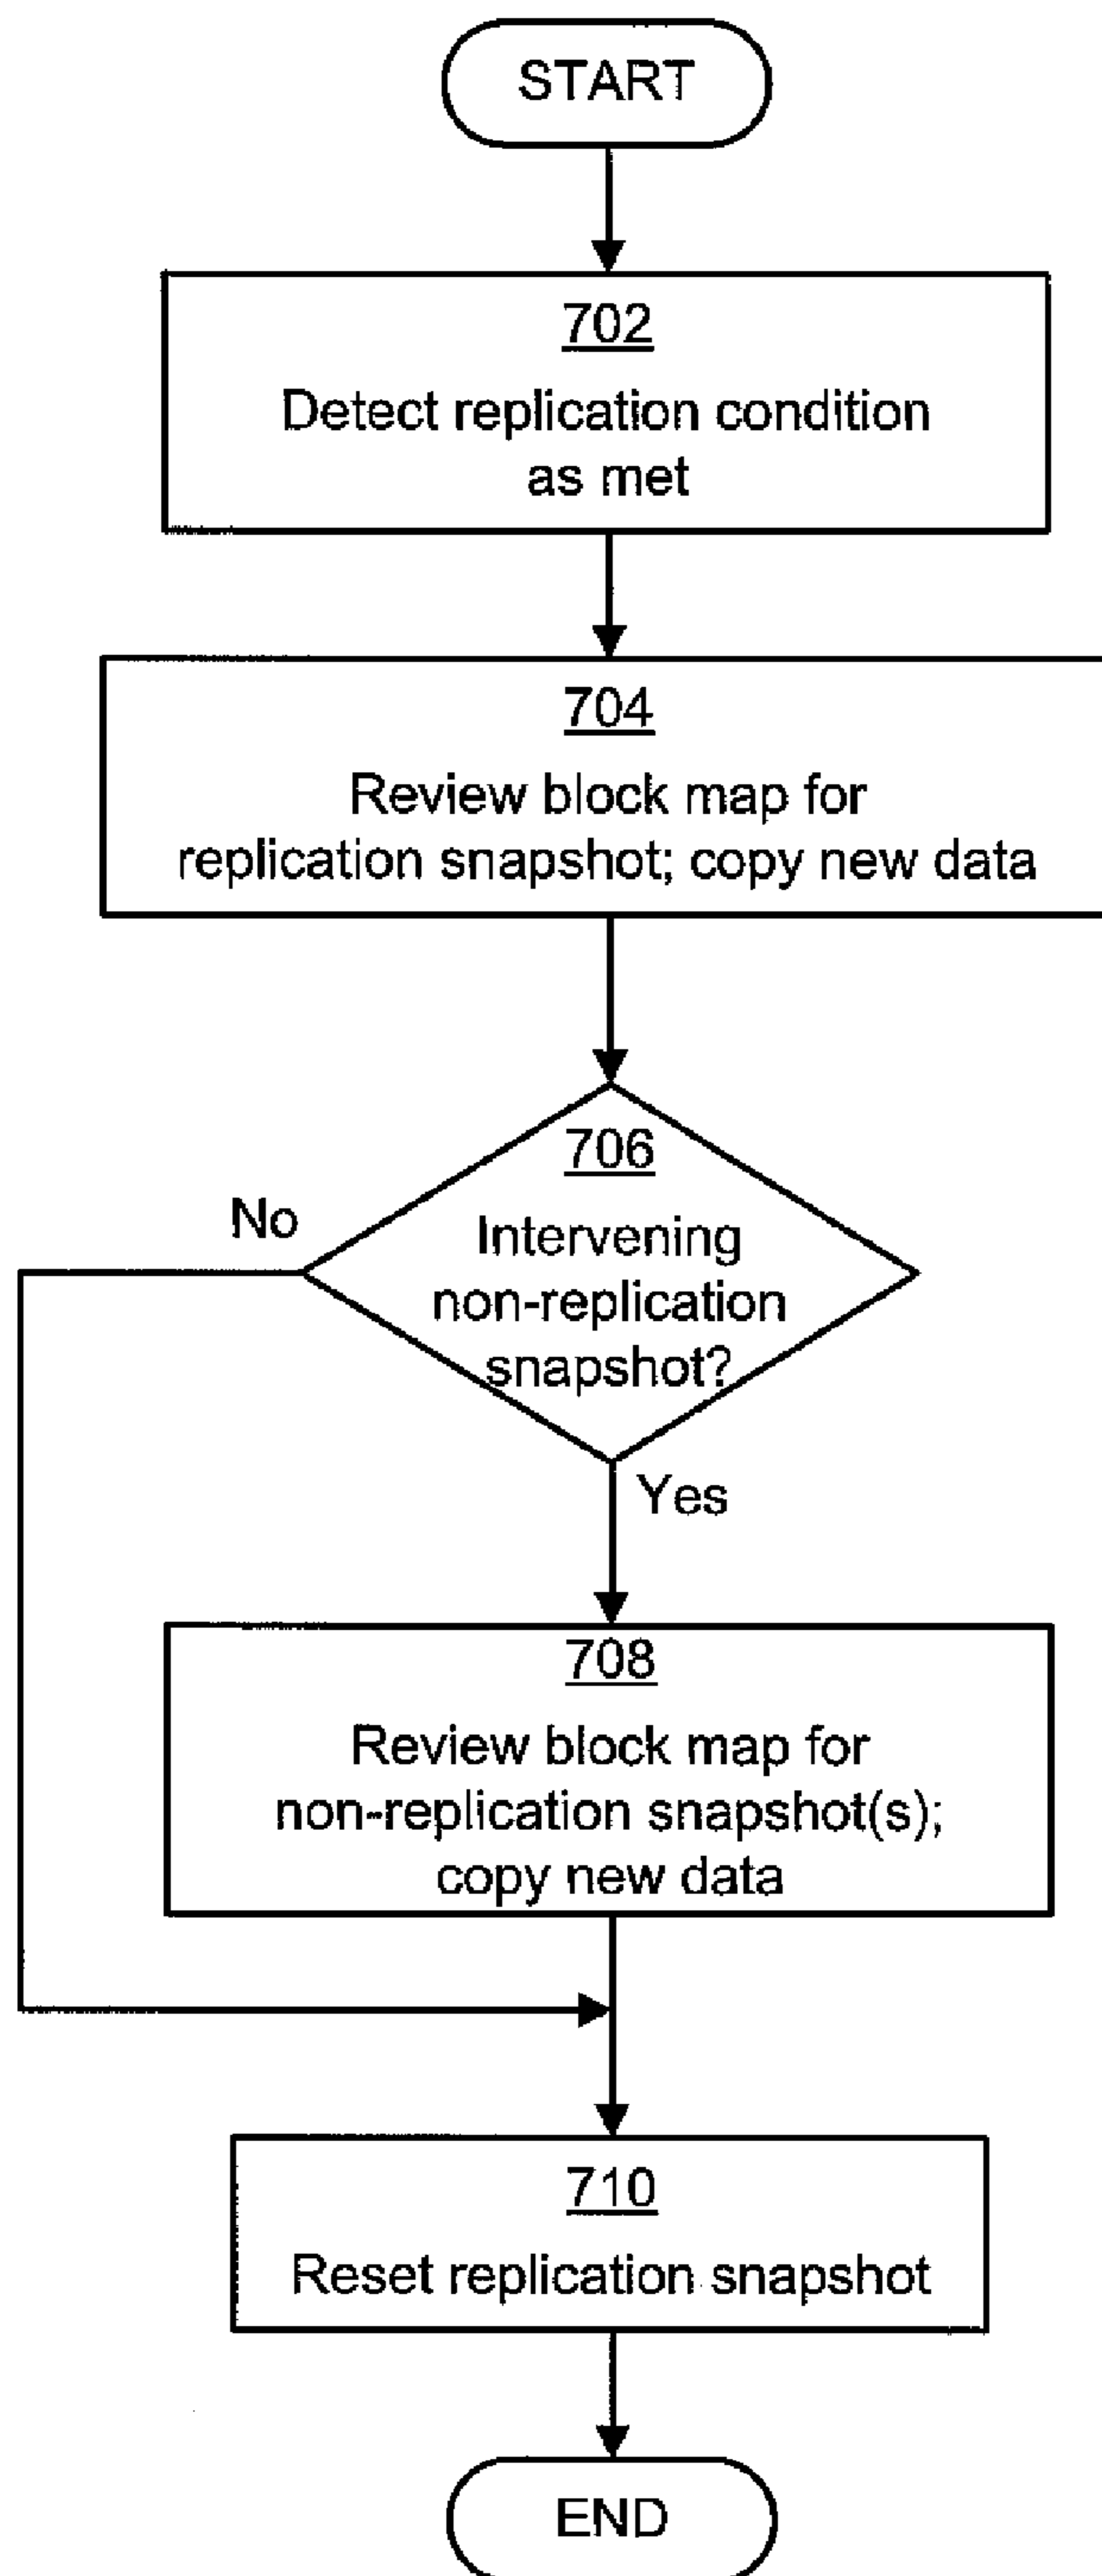 START
702
Detect replication condition
as met
704
Review block map for
replication snapshot; copy new data
706
No
Intervening
non-replication
snapshot?
Yes
708
Review block map for
non-replication snapshot(s);
copy new data
710
Reset replication snapshot
END